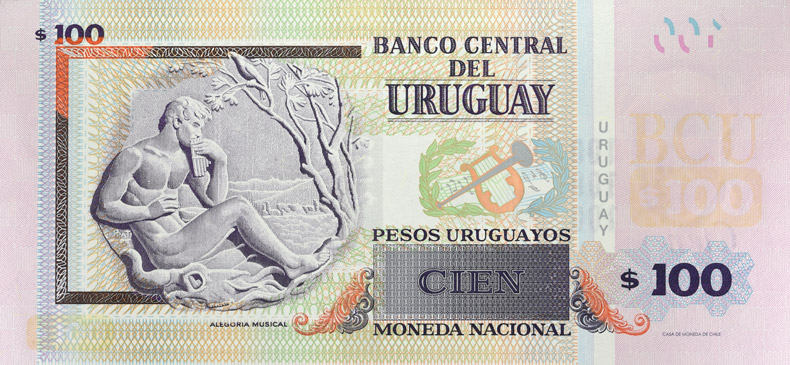 $ 100
BANCO CENTRAL
DEL
URUGUAY
URUGUAY
BCU
$100
PESOS URUGUAYOS
CIEN
$ 100
ALEGORIA MUSICAL
MONEDA NACIONAL
CASA DE MONEDA DE CHILE